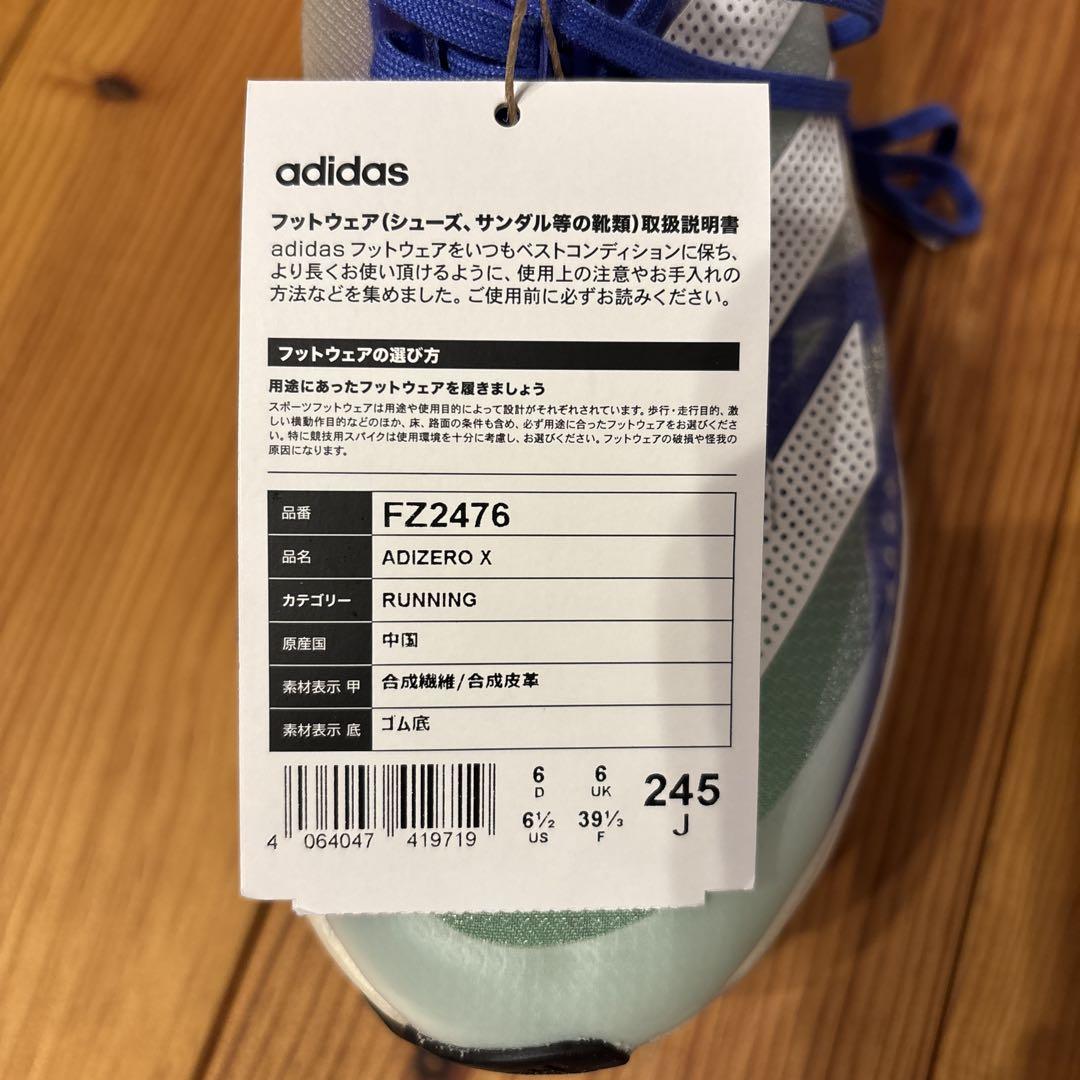 adidas
フットウェア(シューズ、サンダル等の靴類)取扱説明書
adidas フットウェアをいつもベストコンディションに保ち、
より長くお使い頂けるように、使用上の注意やお手入れの
方法などを集めました。ご使用前に必ずお読みください。
フットウェアの選び方
用途にあったフットウェアを履きましょう
スポーツフットウェアは用途や使用目的によって設計がそれぞれされています。歩行・走行目的、激
しい横動作目的などのほか、床、路面の条件も含め、必ず用途に合ったフットウェアをお選びくださ
い。特に競技用スパイクは使用環境を十分に考慮し、お選びください。フットウェアの破損や怪我の
原因になります。
品番 FZ2476
品名 ADIZERO X
カテゴリー RUNNING
原産国 中国
素材表示 甲 合成繊維/合成皮革
素材表示 底 ゴム底
6 D 6 UK 245 J
6½ US 39⅓ F
4 064047 419719